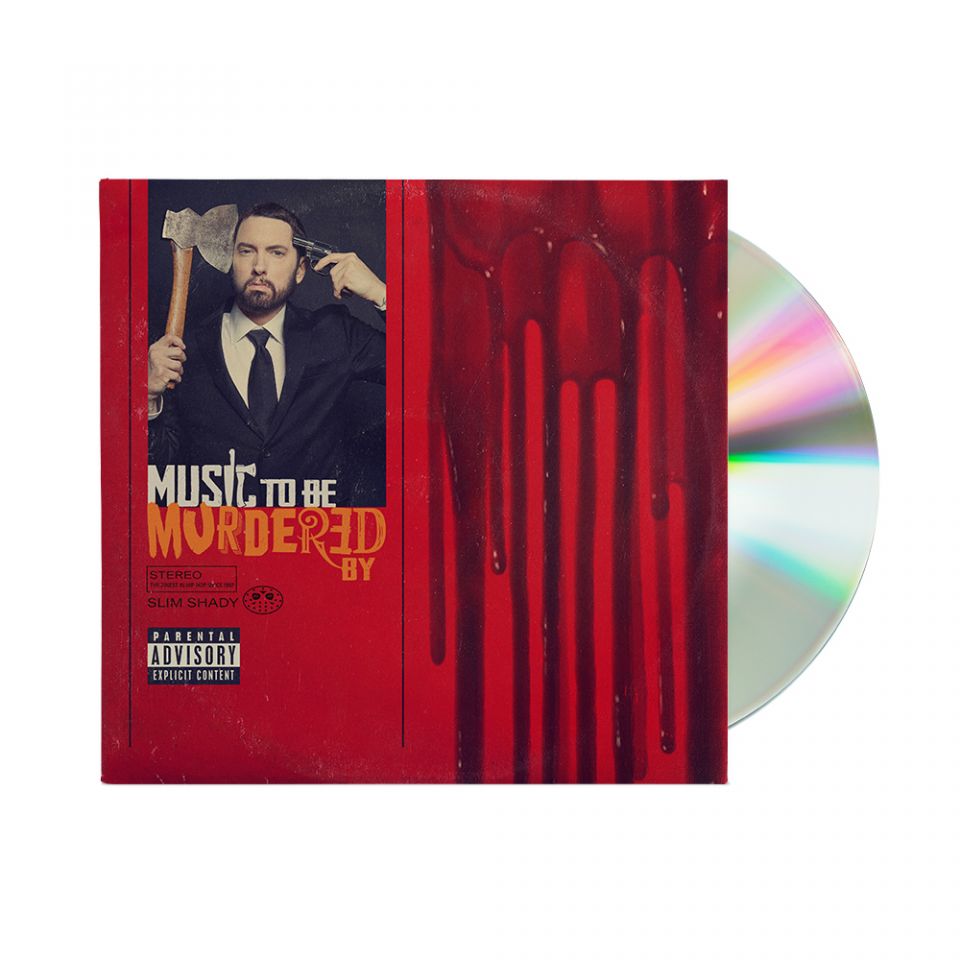 MUSIC TO BE
MURDERED
BY
STEREO
SLIM SHADY
PARENTAL
ADVISORY
EXPLICIT CONTENT